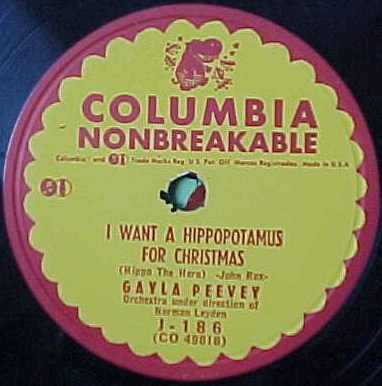 COLUMBIA
NONBREAKABLE
Columbia and Trade Marks Reg. U. S. Pat. Off. Marcas Registradas. Made in U.S.A.
I WANT A HIPPOPOTAMUS
FOR CHRISTMAS
(Hippo The Hero) -John Rox-
GAYLA PEEVEY
Orchestra under direction of
Norman Leyden
J-186
(CO 49818)